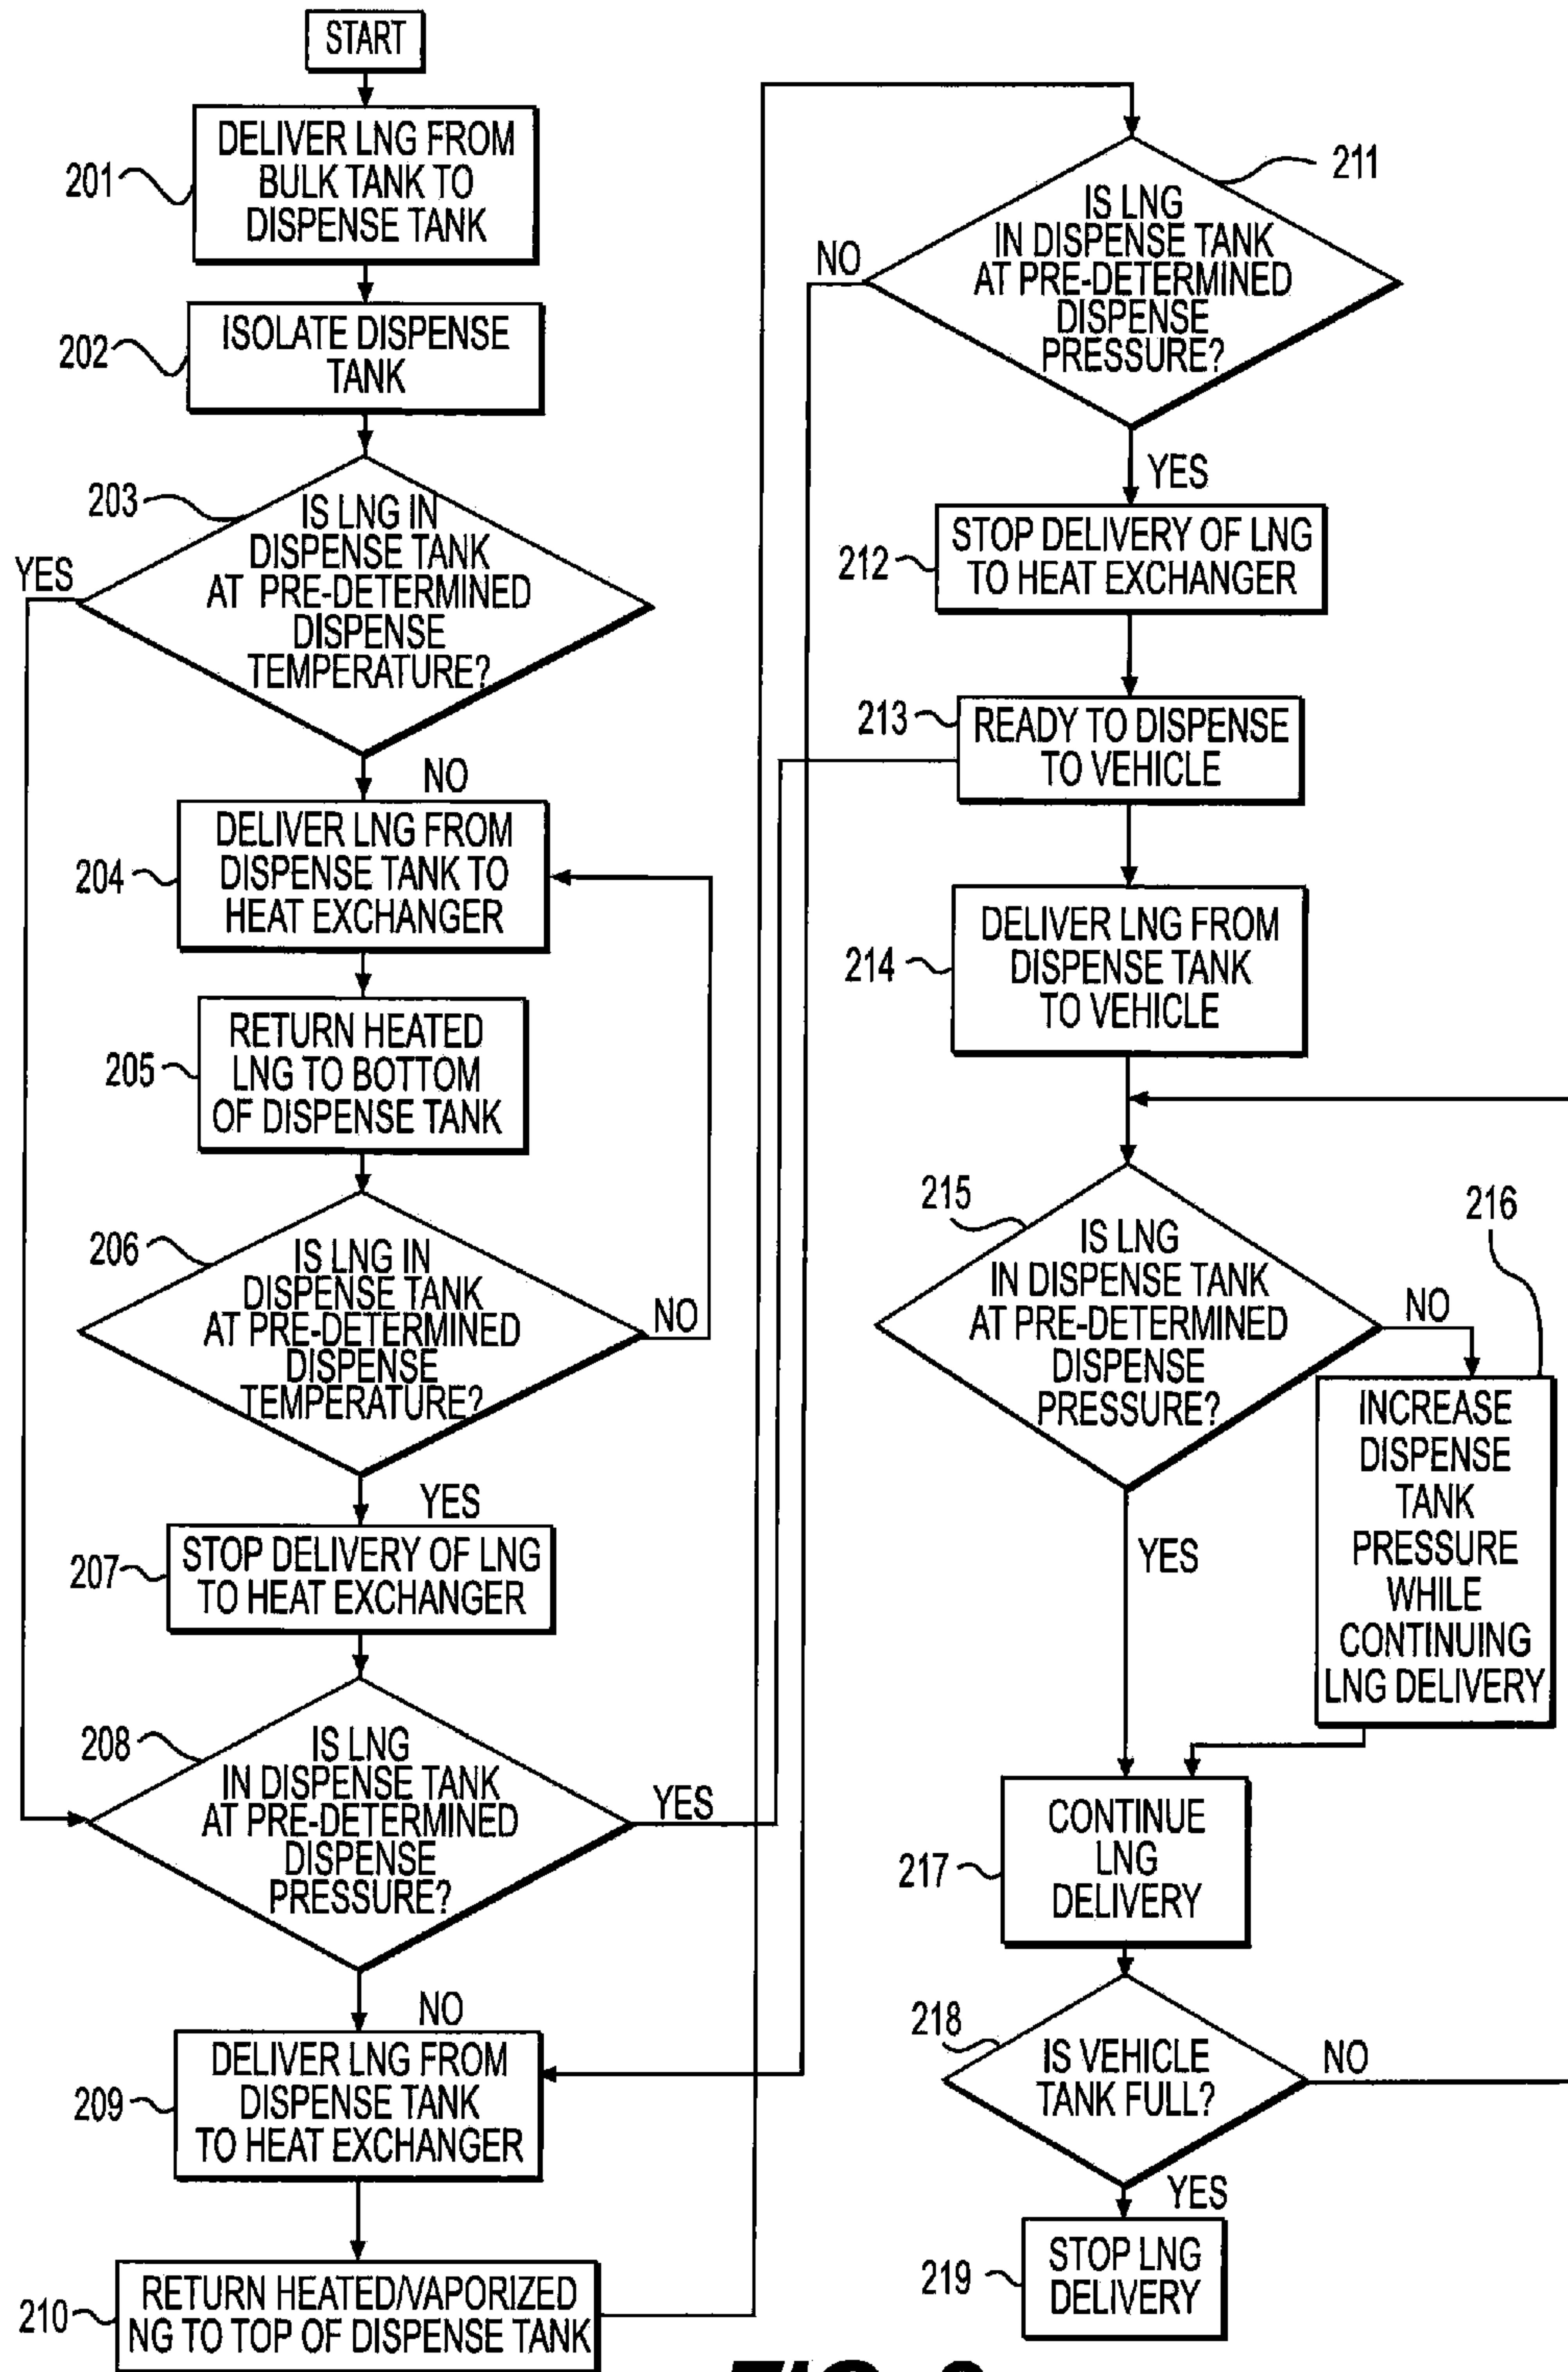 START
201
DELIVER LNG FROM
BULK TANK TO
DISPENSE TANK
202
ISOLATE DISPENSE
TANK
203
IS LNG IN
DISPENSE TANK
AT PRE-DETERMINED
DISPENSE
TEMPERATURE?
YES
NO
204
DELIVER LNG FROM
DISPENSE TANK TO
HEAT EXCHANGER
205
RETURN HEATED
LNG TO BOTTOM
OF DISPENSE TANK
206
IS LNG IN
DISPENSE TANK
AT PRE-DETERMINED
DISPENSE
TEMPERATURE?
NO
YES
207
STOP DELIVERY OF LNG
TO HEAT EXCHANGER
208
IS LNG
IN DISPENSE TANK
AT PRE-DETERMINED
DISPENSE
PRESSURE?
YES
NO
209
DELIVER LNG FROM
DISPENSE TANK
TO HEAT EXCHANGER
210
RETURN HEATED/VAPORIZED
NG TO TOP OF DISPENSE TANK
211
IS LNG
IN DISPENSE TANK
AT PRE-DETERMINED
DISPENSE
PRESSURE?
NO
YES
212
STOP DELIVERY OF LNG
TO HEAT EXCHANGER
213
READY TO DISPENSE
TO VEHICLE
214
DELIVER LNG FROM
DISPENSE TANK
TO VEHICLE
215
IS LNG
IN DISPENSE TANK
AT PRE-DETERMINED
DISPENSE
PRESSURE?
NO
YES
216
INCREASE
DISPENSE
TANK
PRESSURE
WHILE
CONTINUING
LNG DELIVERY
217
CONTINUE
LNG
DELIVERY
218
IS VEHICLE
TANK FULL?
NO
YES
219
STOP LNG
DELIVERY